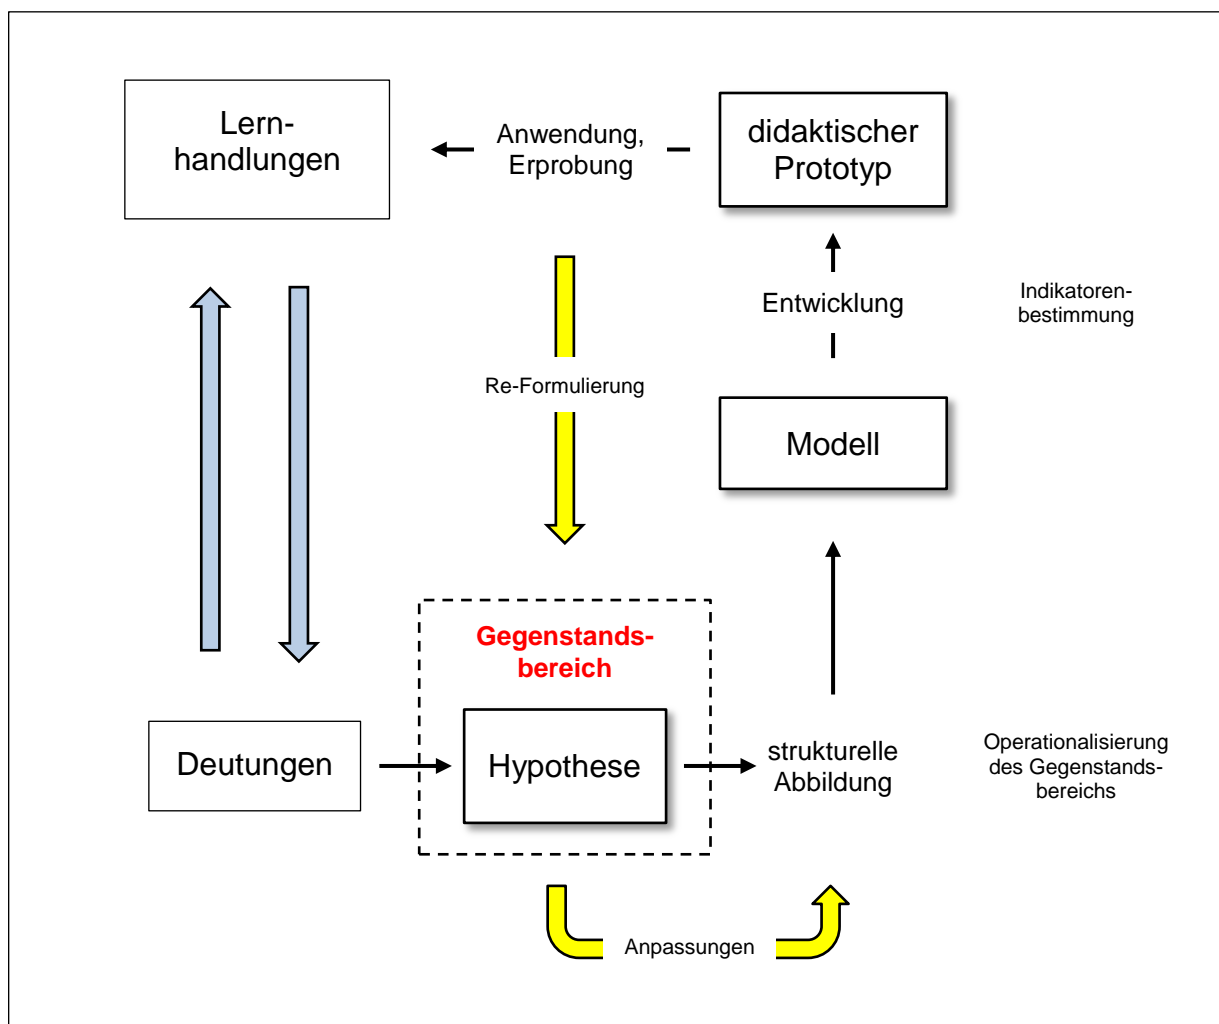 Lern-
handlungen
Anwendung,
Erprobung
didaktischer
Prototyp
Entwicklung
Indikatoren-
bestimmung
Re-Formulierung
Modell
Gegenstands-
bereich
Deutungen
Hypothese
strukturelle
Abbildung
Operationalisierung
des Gegenstands-
bereichs
Anpassungen